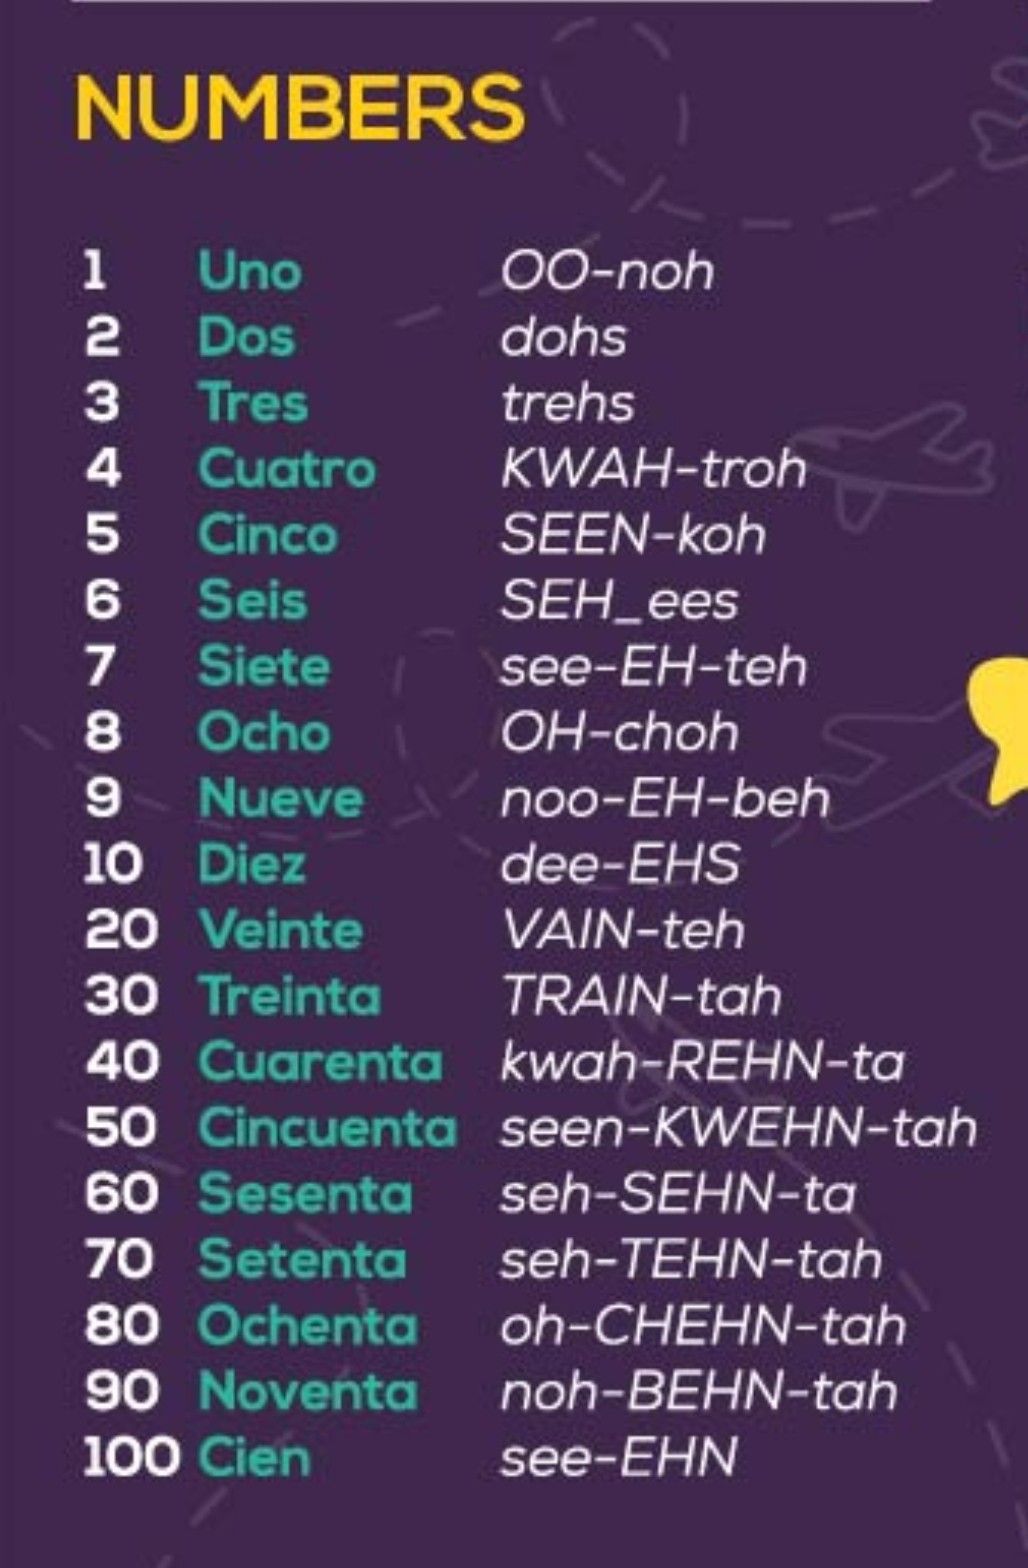 NUMBERS
1 Uno OO-noh
2 Dos dohs
3 Tres trehs
4 Cuatro KWAH-troh
5 Cinco SEEN-koh
6 Seis SEH_ees
7 Siete see-EH-teh
8 Ocho OH-choh
9 Nueve noo-EH-beh
10 Diez dee-EHS
20 Veinte VAIN-teh
30 Treinta TRAIN-tah
40 Cuarenta kwah-REHN-ta
50 Cincuenta seen-KWEHN-tah
60 Sesenta seh-SEHN-ta
70 Setenta seh-TEHN-tah
80 Ochenta oh-CHEHN-tah
90 Noventa noh-BEHN-tah
100 Cien see-EHN